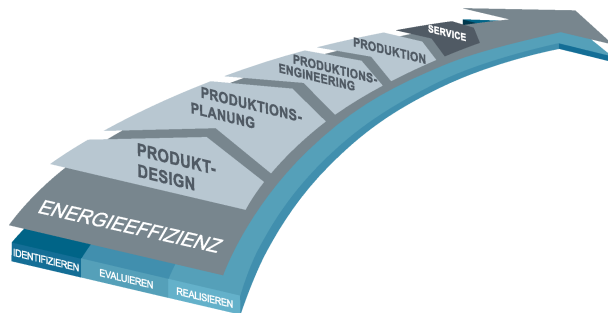 SERVICE
PRODUKTION
PRODUKTIONS-
ENGINEERING
PRODUKTIONS-
PLANUNG
PRODUKT-
DESIGN
ENERGIEEFFIZIENZ
IDENTIFIZIEREN
EVALUIEREN
REALISIEREN